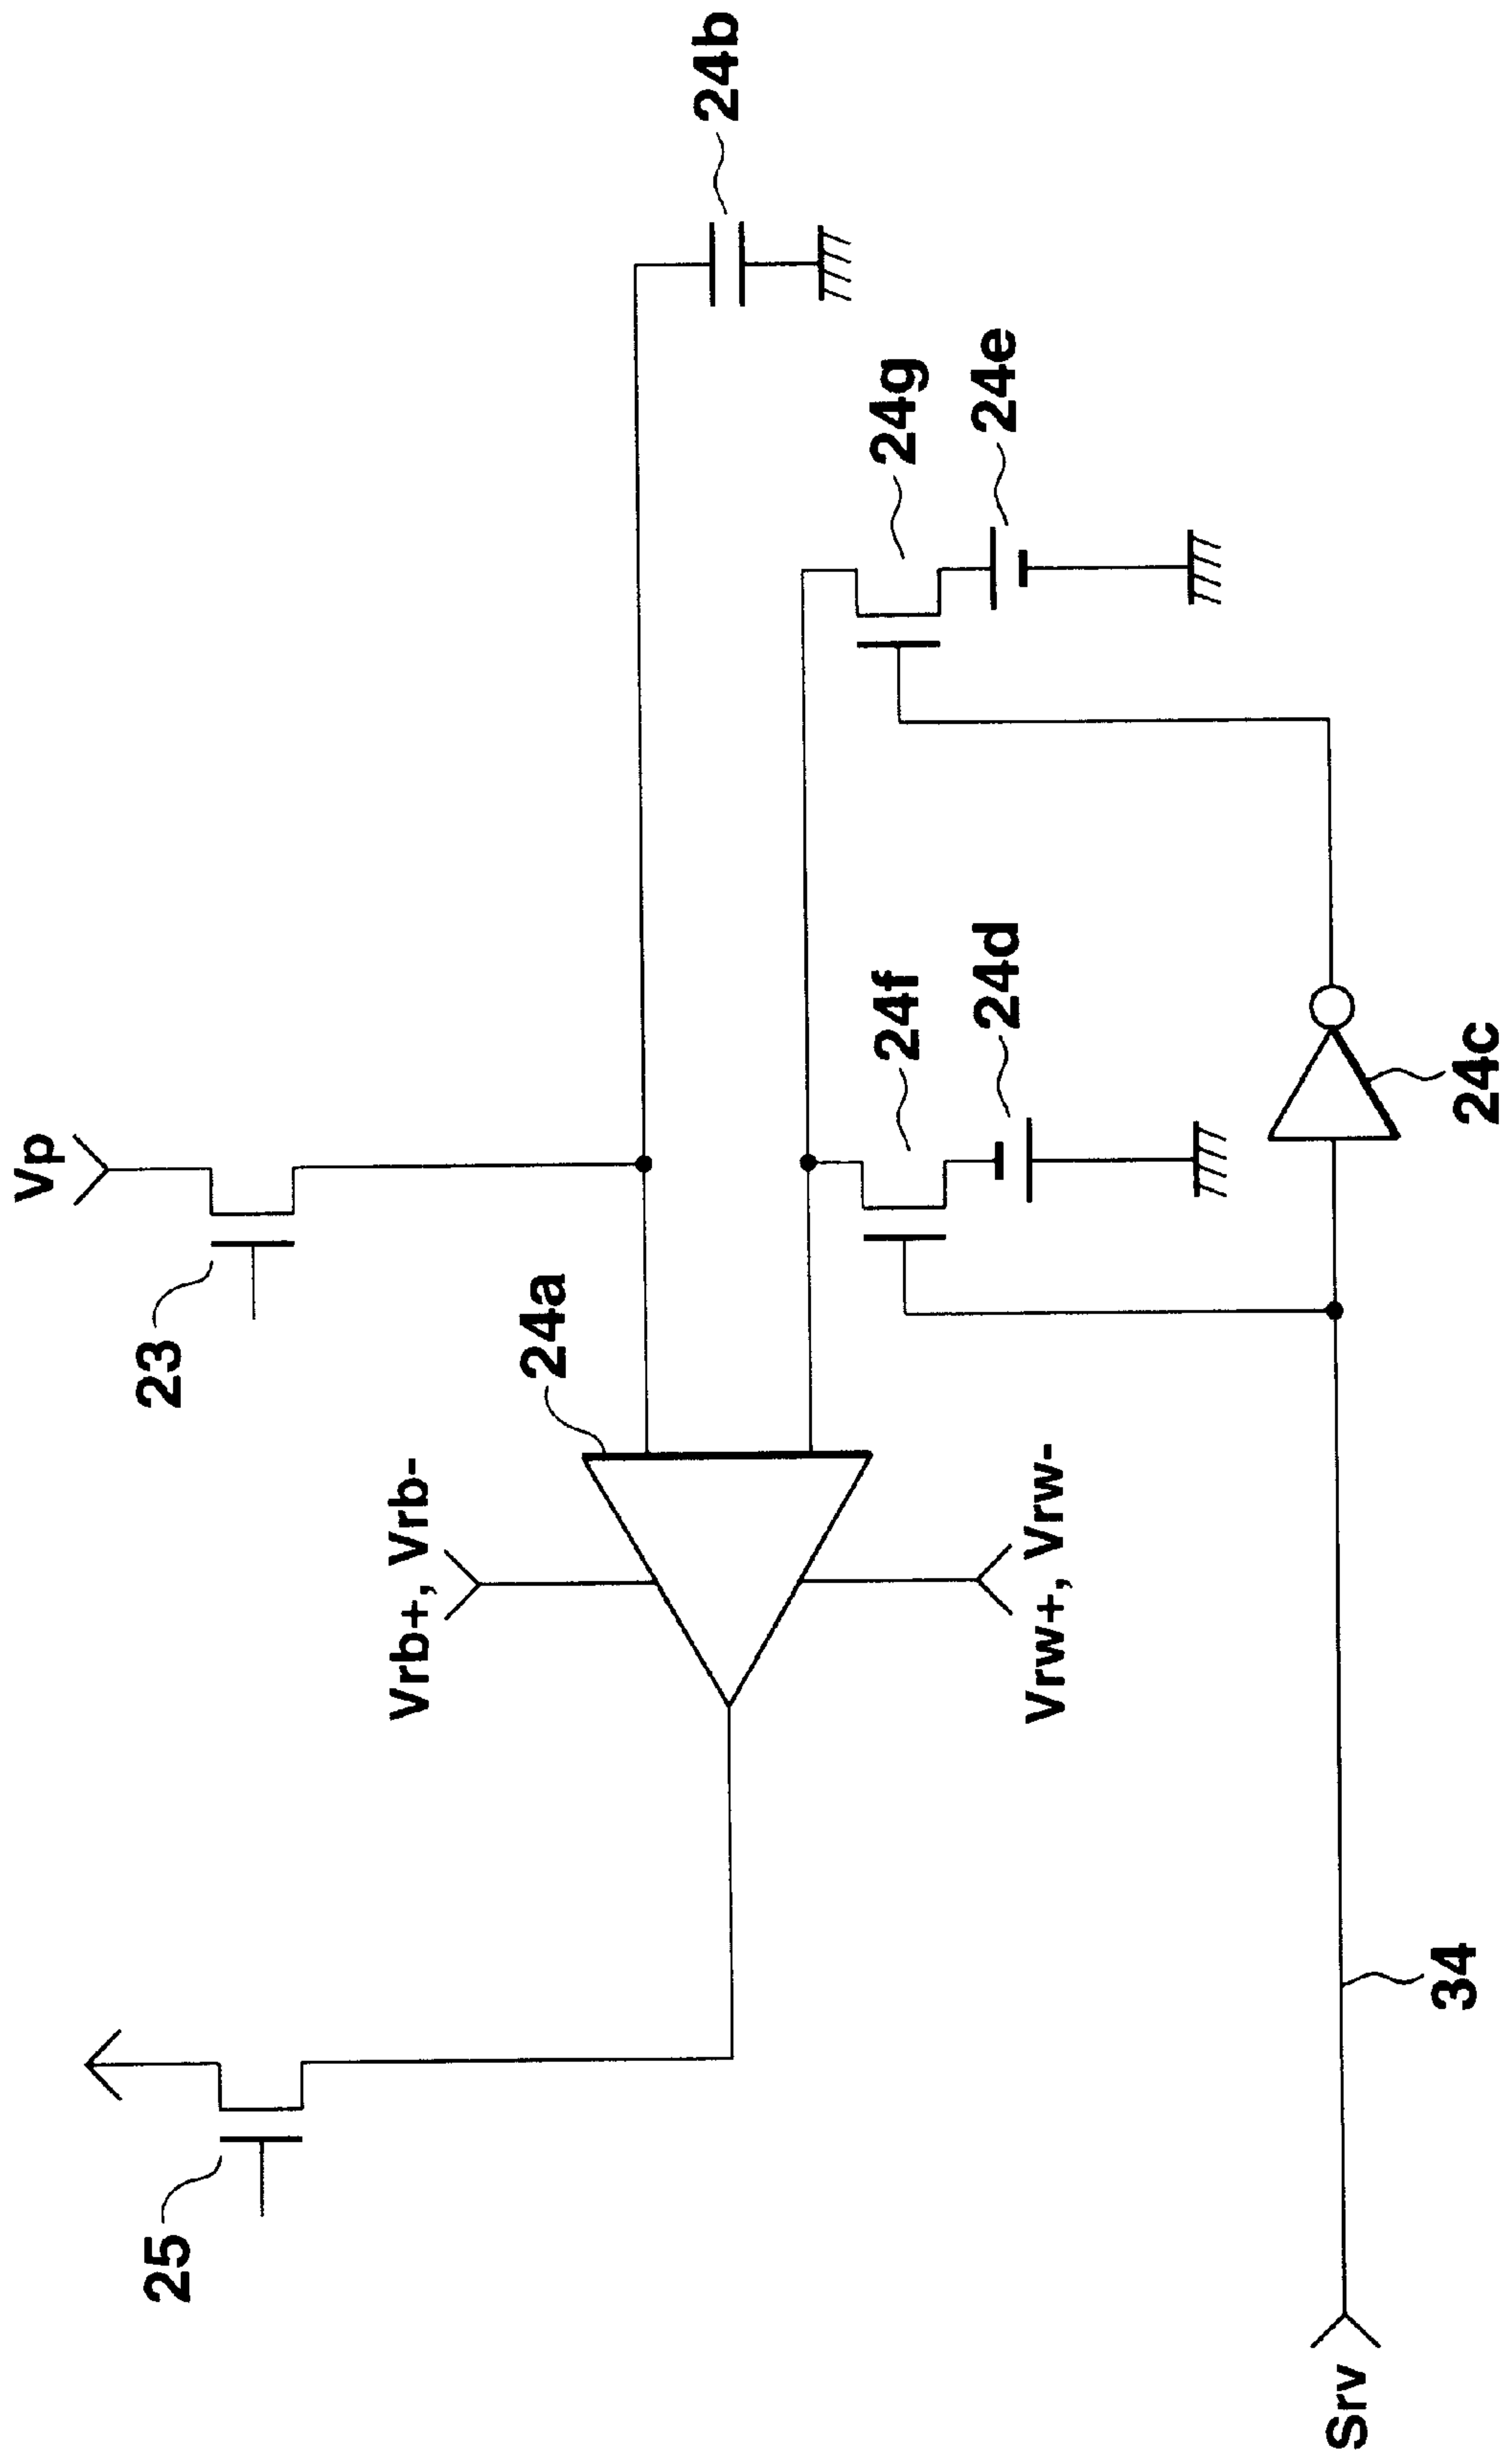 Vp
23
25
24a
24b
Vrb+, Vrb-
Vrw+, Vrw-
24f
24d
24g
24e
24c
34
Srv